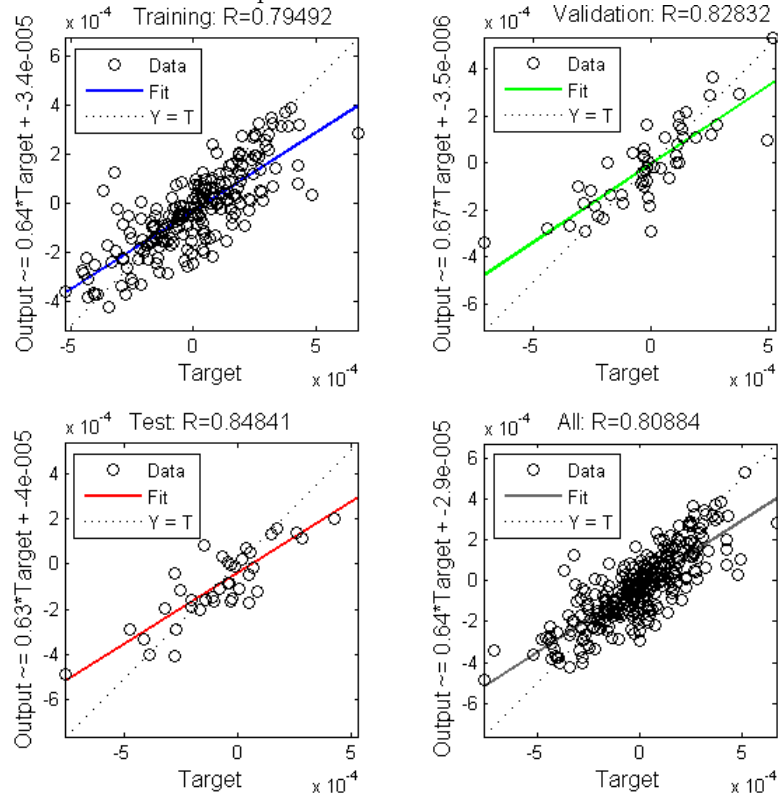 Training: R=0.79492
x 10^-4
Output ~= 0.64*Target + -3.4e-005
6
4
2
0
-2
-4
Data
Fit
Y = T
-5
0
5
x 10^-4
Target
Validation: R=0.82832
x 10^-4
Output ~= 0.67*Target + -3.5e-006
4
2
0
-2
-4
-6
Data
Fit
Y = T
-5
0
5
x 10^-4
Target
Test: R=0.84841
x 10^-4
Output ~= 0.63*Target + -4e-005
4
2
0
-2
-4
-6
Data
Fit
Y = T
-5
0
5
x 10^-4
Target
All: R=0.80884
x 10^-4
Output ~= 0.64*Target + -2.9e-005
6
4
2
0
-2
-4
-6
Data
Fit
Y = T
-5
0
5
x 10^-4
Target